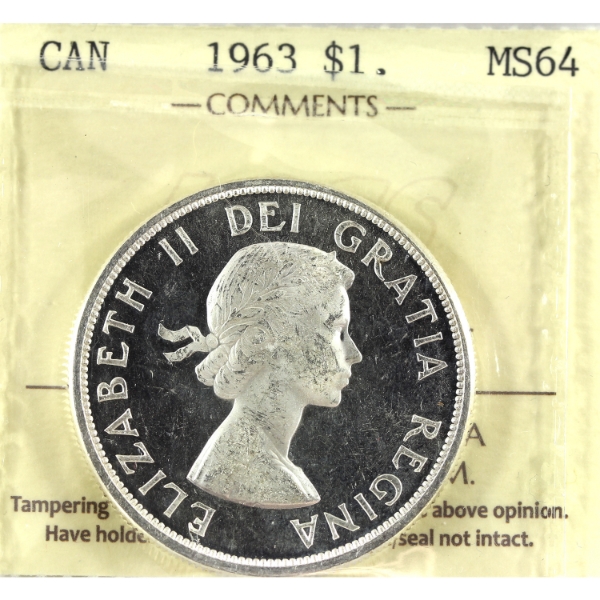 CAN 1963 $1. MS64
COMMENTS
ELIZABETH II DEI GRATIA REGINA
A
M.
Tampering above opinion.
Have holde /seal not intact.